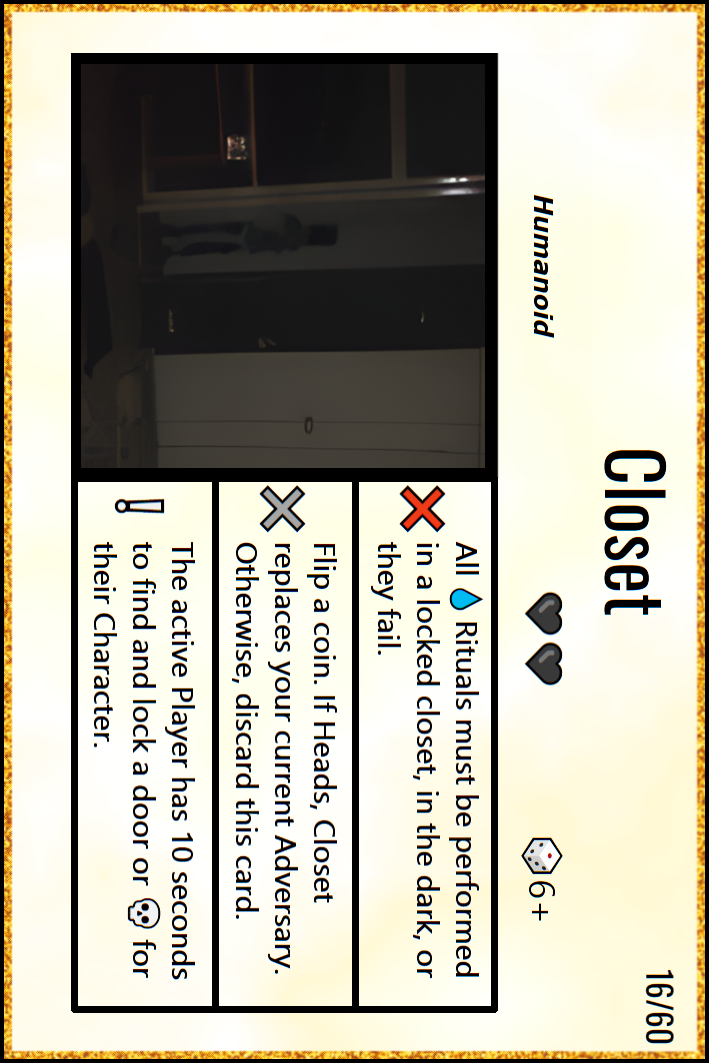 Closet
16/60
Humanoid
🖤🖤
🎲6+
❌ All 💧 Rituals must be performed
in a locked closet, in the dark, or
they fail.
✖ Flip a coin. If Heads, Closet
replaces your current Adversary.
Otherwise, discard this card.
! The active Player has 10 seconds
to find and lock a door or 💀 for
their Character.